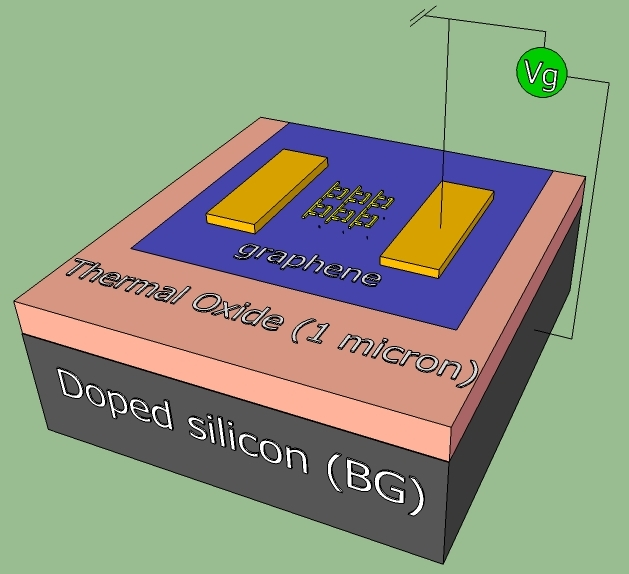 Vg
graphene
Thermal Oxide (1 micron)
Doped silicon (BG)